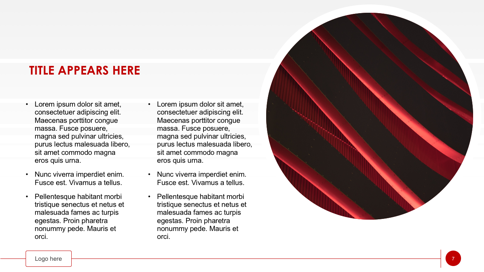 TITLE APPEARS HERE
• Lorem ipsum dolor sit amet,
consectetuer adipiscing elit.
Maecenas porttitor congue
massa. Fusce posuere,
magna sed pulvinar ultricies,
purus lectus malesuada libero,
sit amet commodo magna
eros quis urna.
• Nunc viverra imperdiet enim.
Fusce est. Vivamus a tellus.
• Pellentesque habitant morbi
tristique senectus et netus et
malesuada fames ac turpis
egestas. Proin pharetra
nonummy pede. Mauris et
orci.
• Lorem ipsum dolor sit amet,
consectetuer adipiscing elit.
Maecenas porttitor congue
massa. Fusce posuere,
magna sed pulvinar ultricies,
purus lectus malesuada libero,
sit amet commodo magna
eros quis urna.
• Nunc viverra imperdiet enim.
Fusce est. Vivamus a tellus.
• Pellentesque habitant morbi
tristique senectus et netus et
malesuada fames ac turpis
egestas. Proin pharetra
nonummy pede. Mauris et
orci.
Logo here
7